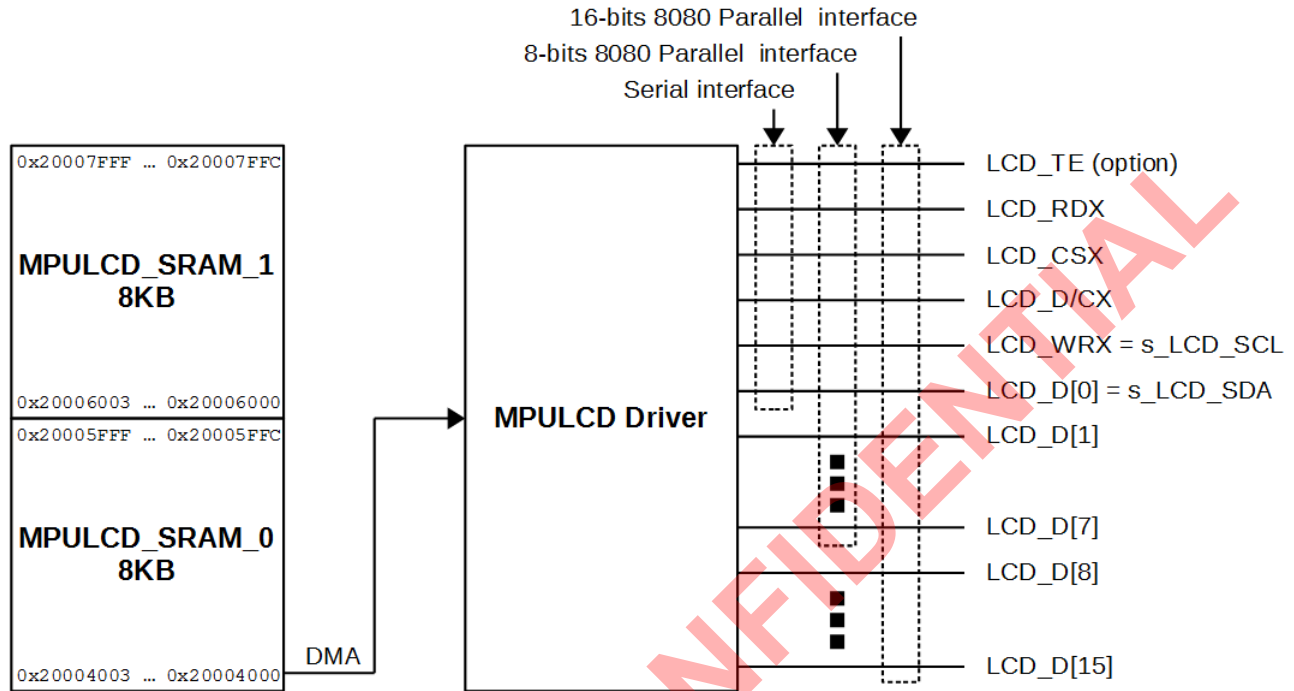 16-bits 8080 Parallel interface
8-bits 8080 Parallel interface
Serial interface
0x20007FFF ... 0x20007FFC
MPULCD_SRAM_1
8KB
0x20006003 ... 0x20006000
0x20005FFF ... 0x20005FFC
MPULCD_SRAM_0
8KB
0x20004003 ... 0x20004000
DMA
MPULCD Driver
LCD_TE (option)
LCD_RDX
LCD_CSX
LCD_D/CX
LCD_WRX = s_LCD_SCL
LCD_D[0] = s_LCD_SDA
LCD_D[1]
LCD_D[7]
LCD_D[8]
LCD_D[15]
NFIDENTIAL